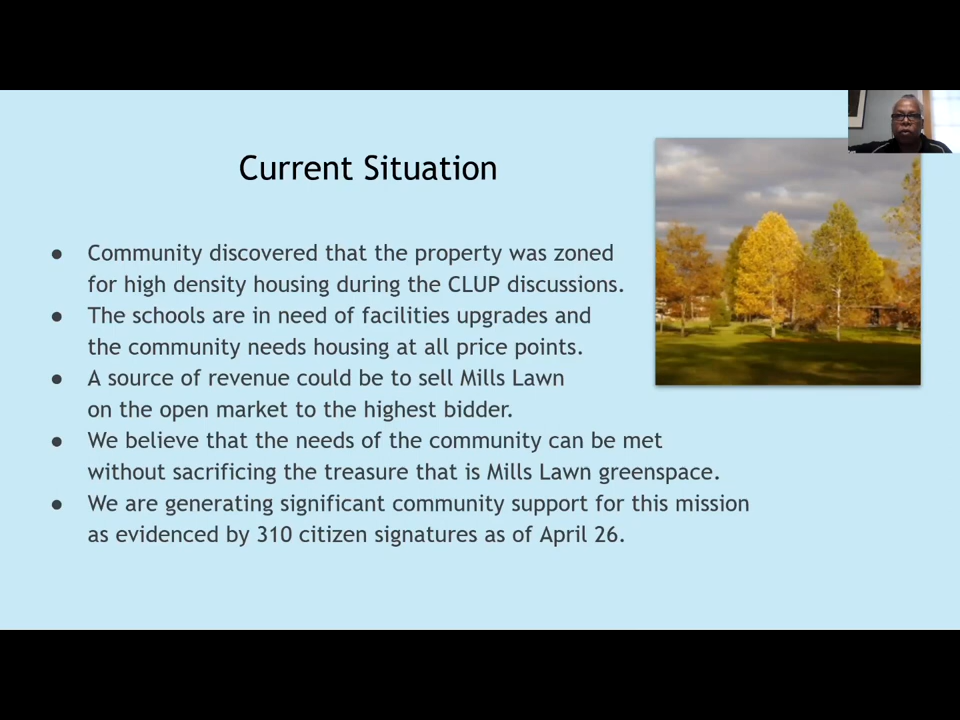 Current Situation
● Community discovered that the property was zoned
for high density housing during the CLUP discussions.
● The schools are in need of facilities upgrades and
the community needs housing at all price points.
● A source of revenue could be to sell Mills Lawn
on the open market to the highest bidder.
● We believe that the needs of the community can be met
without sacrificing the treasure that is Mills Lawn greenspace.
● We are generating significant community support for this mission
as evidenced by 310 citizen signatures as of April 26.